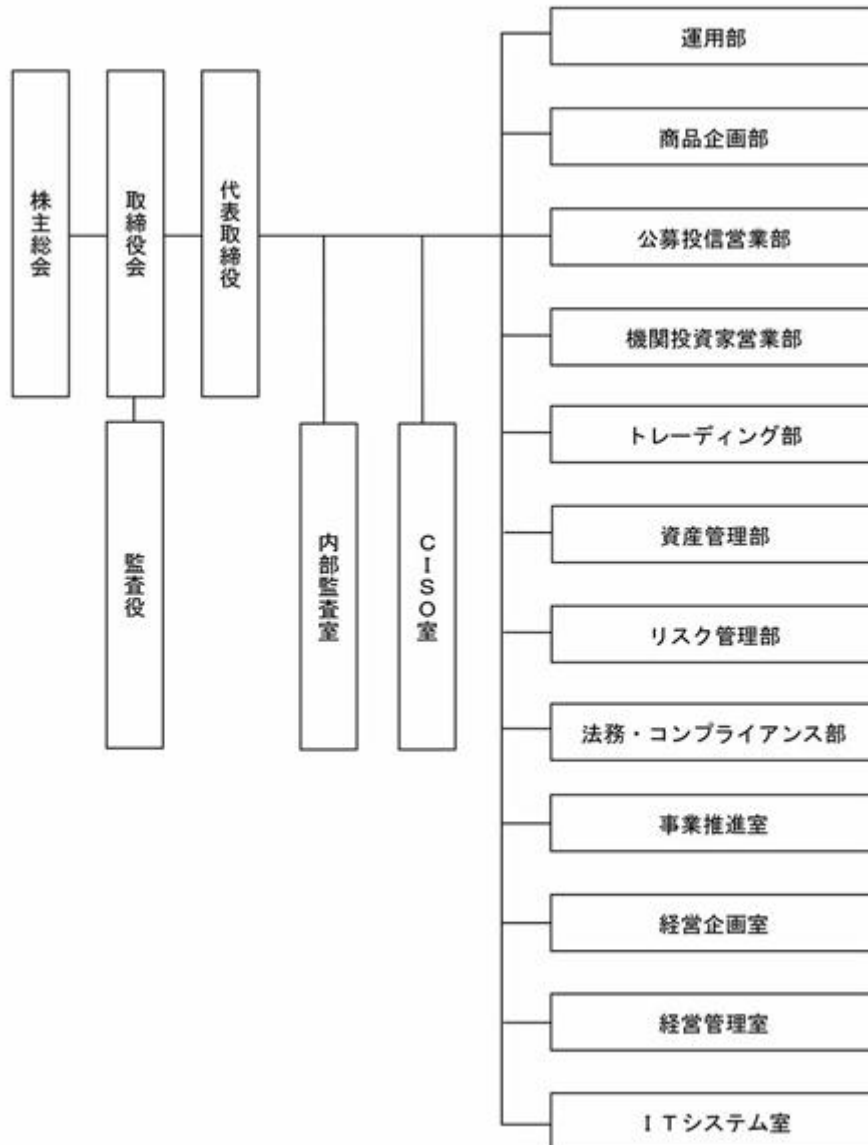 株主総会
取締役会
代表取締役
監査役
内部監査室
CISO室
運用部
商品企画部
公募投信営業部
機関投資家営業部
トレーディング部
資産管理部
リスク管理部
法務・コンプライアンス部
事業推進室
経営企画室
経営管理室
ITシステム室